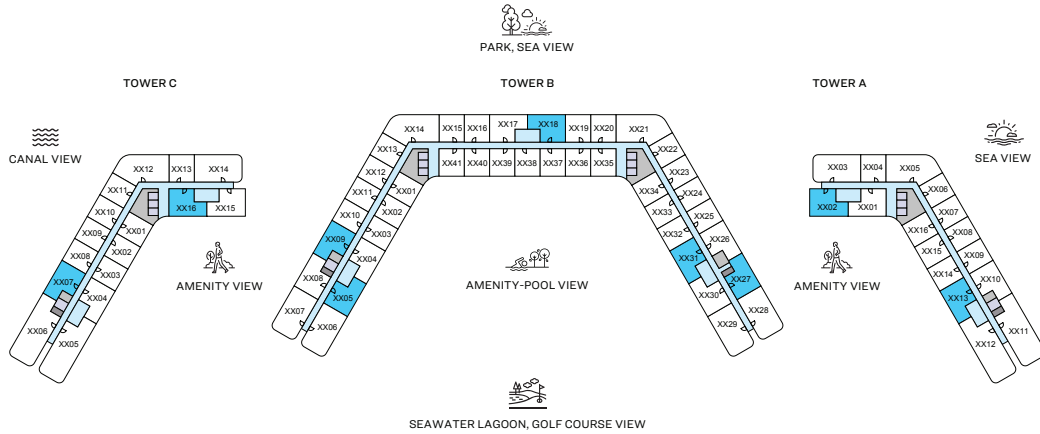 PARK, SEA VIEW
TOWER C
TOWER B
TOWER A
CANAL VIEW
SEA VIEW
XX12
XX13
XX14
XX11
XX10
XX09
XX08
XX07
XX06
XX05
XX04
XX03
XX02
XX01
XX16
XX15
AMENITY VIEW
XX14
XX15
XX16
XX17
XX18
XX19
XX20
XX21
XX13
XX12
XX11
XX10
XX09
XX08
XX07
XX06
XX05
XX04
XX03
XX02
XX01
XX41
XX40
XX39
XX38
XX37
XX36
XX35
XX22
XX23
XX24
XX25
XX26
XX27
XX28
XX29
XX30
XX31
XX32
XX33
XX34
AMENITY-POOL VIEW
XX03
XX04
XX05
XX02
XX01
XX06
XX07
XX08
XX09
XX10
XX11
XX12
XX13
XX14
XX15
XX16
AMENITY VIEW
SEAWATER LAGOON, GOLF COURSE VIEW